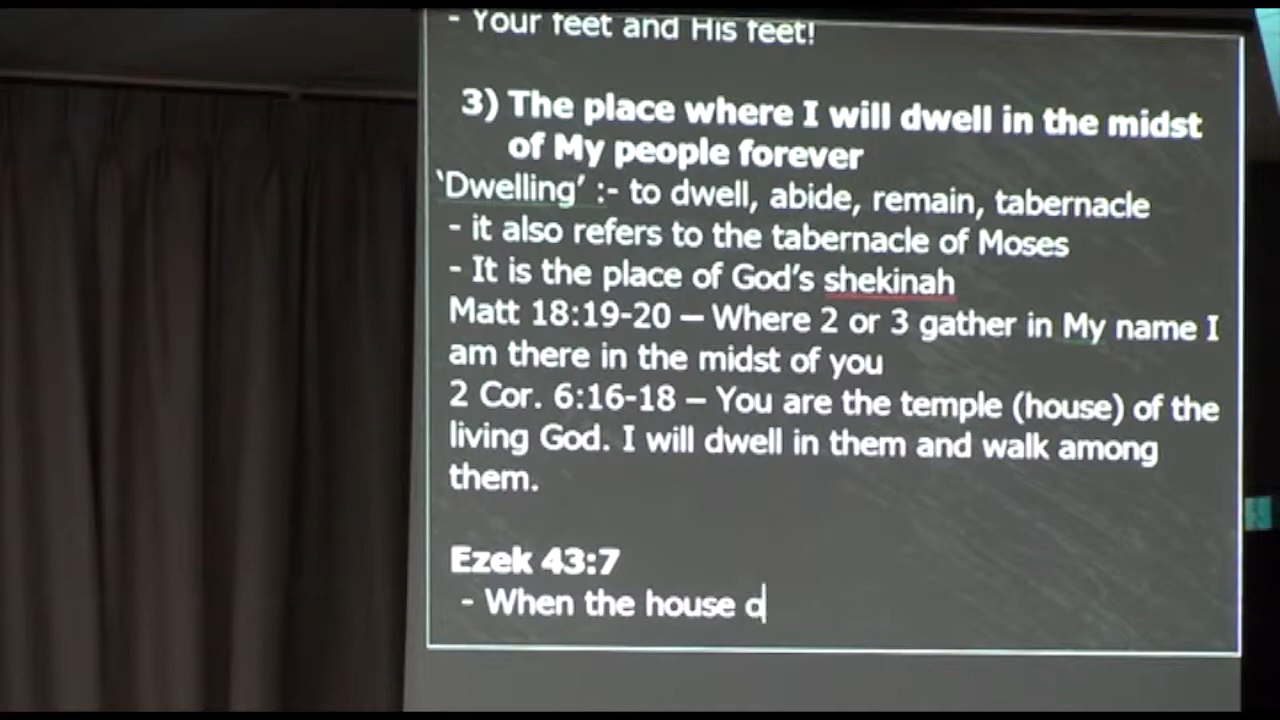 - Your feet and His feet!
3) The place where I will dwell in the midst
of My people forever
‘Dwelling’ :- to dwell, abide, remain, tabernacle
- it also refers to the tabernacle of Moses
- It is the place of God’s shekinah
Matt 18:19-20 – Where 2 or 3 gather in My name I
am there in the midst of you
2 Cor. 6:16-18 – You are the temple (house) of the
living God. I will dwell in them and walk among
them.
Ezek 43:7
- When the house